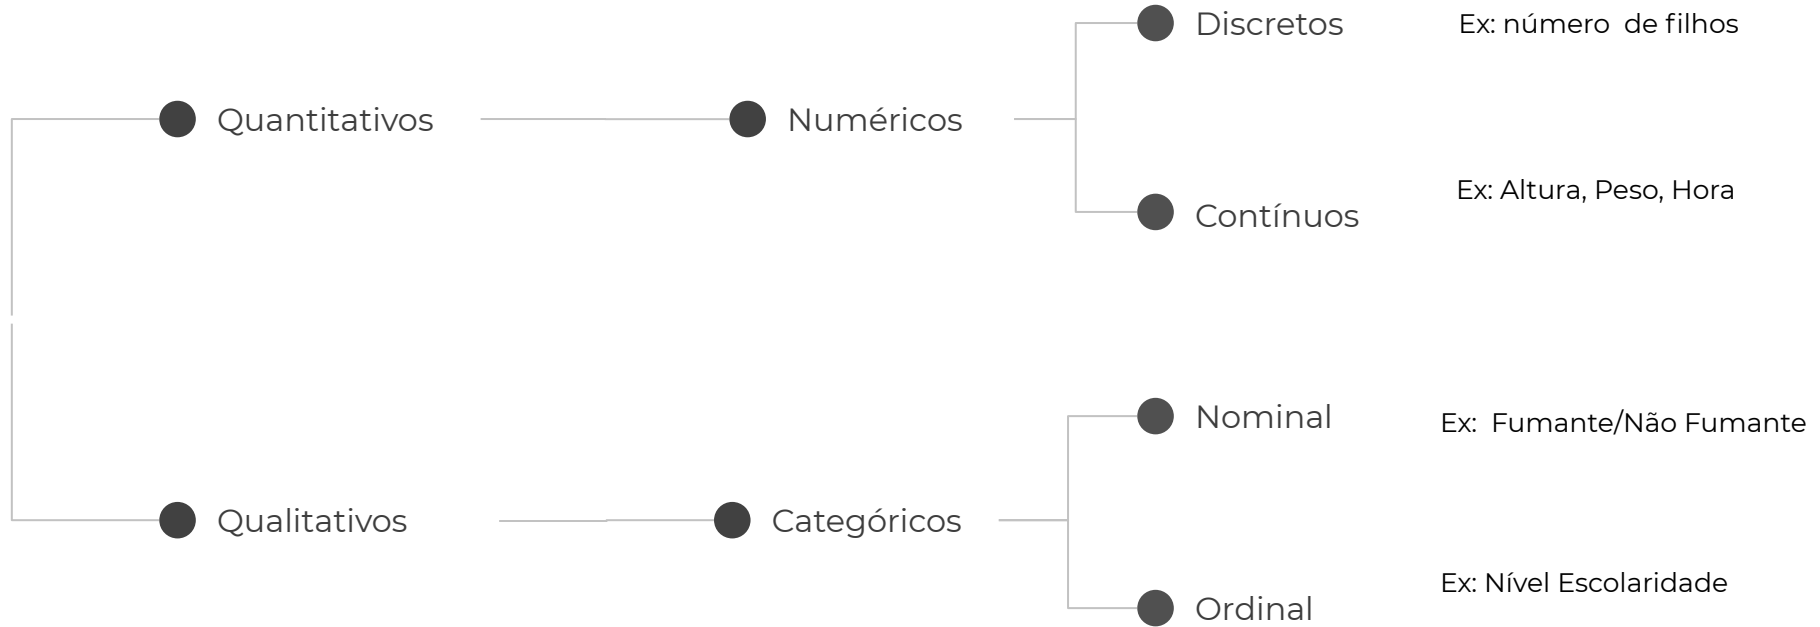 Discretos
Ex: número  de filhos
Quantitativos
Numéricos
Contínuos
Ex: Altura, Peso, Hora
Nominal
Ex:  Fumante/Não Fumante
Qualitativos
Categóricos
Ordinal
Ex: Nível Escolaridade